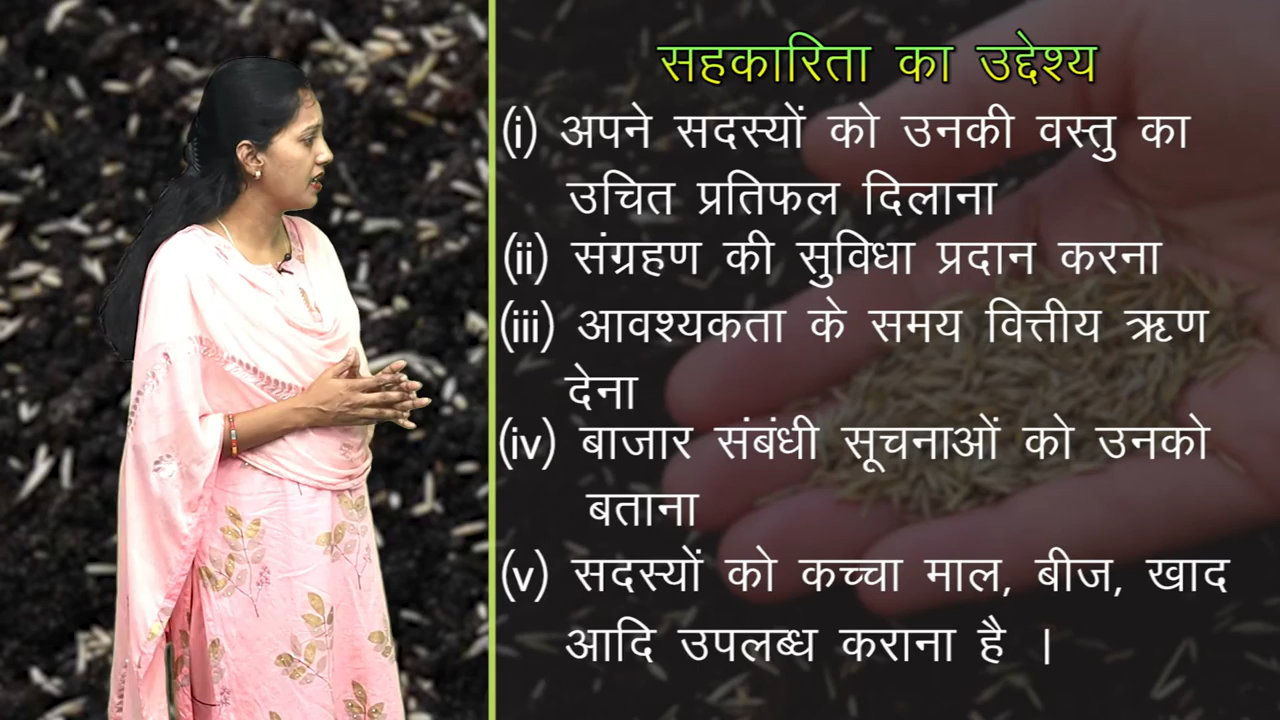 सहकारिता का उद्देश्य
(i) अपने सदस्यों को उनकी वस्तु का
उचित प्रतिफल दिलाना
(ii) संग्रहण की सुविधा प्रदान करना
(iii) आवश्यकता के समय वित्तीय ऋण
देना
(iv) बाजार संबंधी सूचनाओं को उनको
बताना
(v) सदस्यों को कच्चा माल, बीज, खाद
आदि उपलब्ध कराना है ।